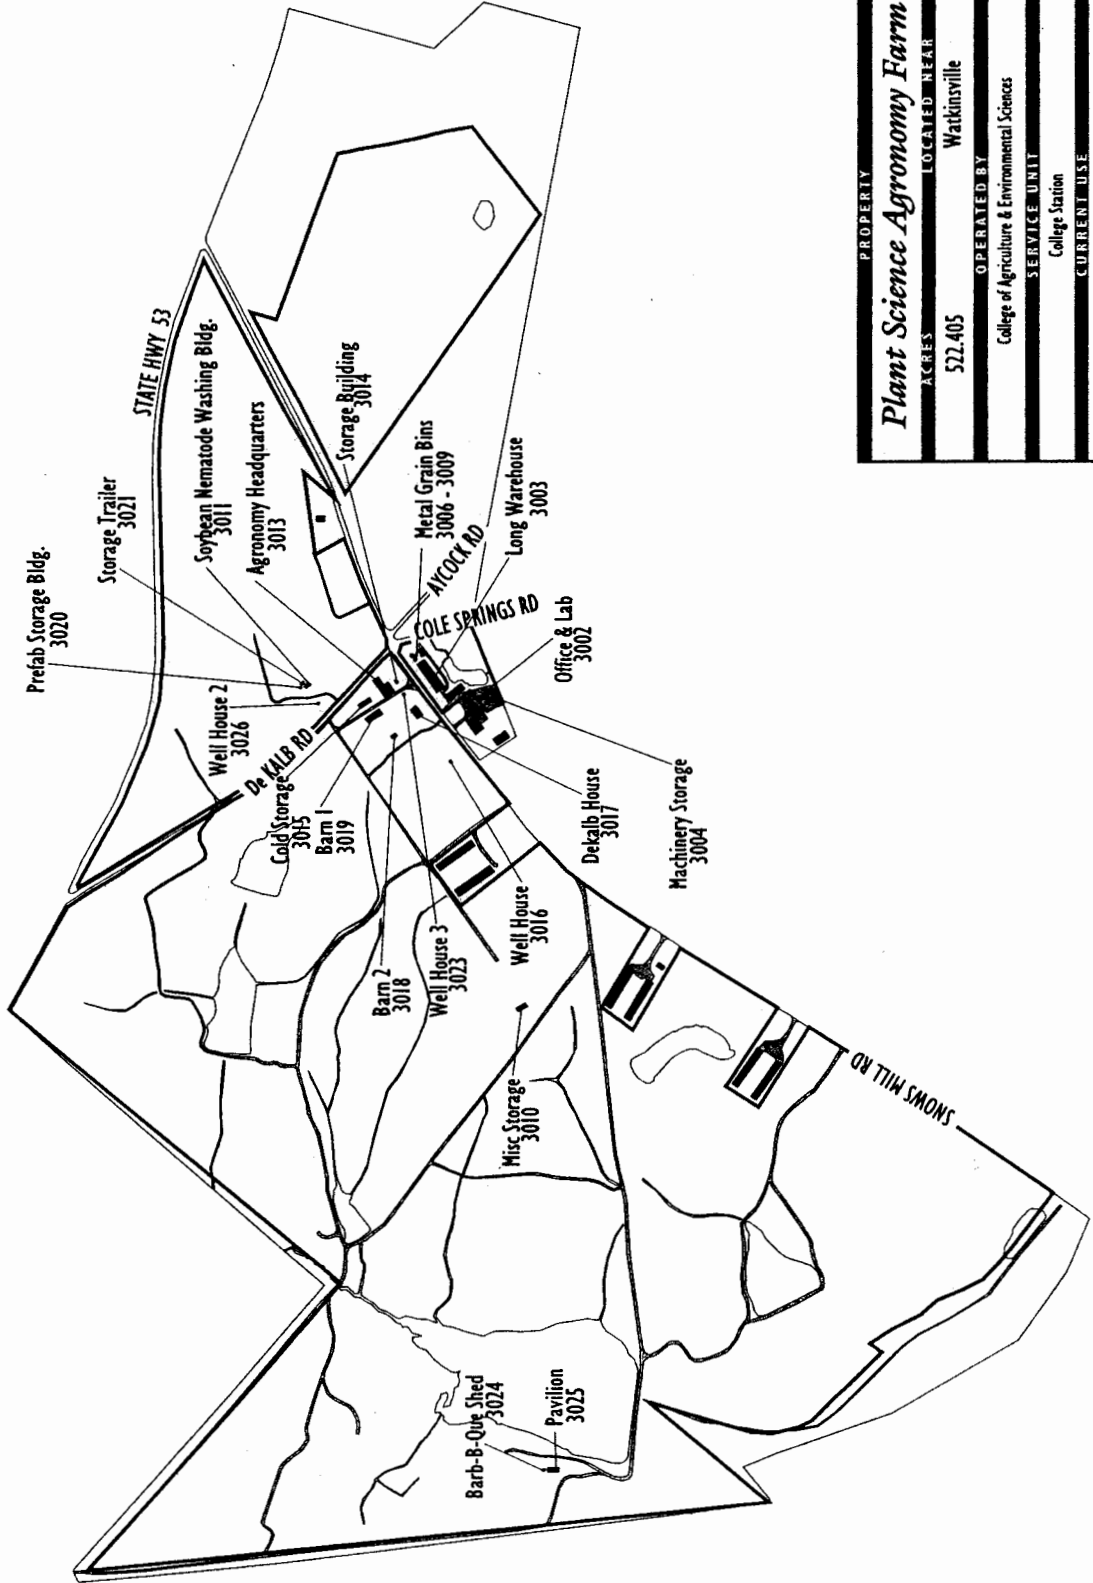 STATE HWY 53
Prefab Storage Bldg.
3020
Storage Trailer
3021
Soybean Nematode Washing Bldg.
3011
Agronomy Headquarters
3013
Storage Building
3014
Metal Grain Bins
3006 - 3009
Long Warehouse
3003
AYCOCK RD
COLE SPRINGS RD
Office & Lab
3002
Well House 2
3026
De KALB RD
Cold Storage
3015
Barn 1
3019
Dekalb House
3017
Machinery Storage
3004
Barn 2
3018
Well House 3
3023
Well House
3016
Misc Storage
3010
SNOWS MILL RD
Barb-B-Que Shed
3024
Pavilion
3025
PROPERTY
Plant Science Agronomy Farm
ACRES LOCATED NEAR
522.405 Watkinsville
OPERATED BY
College of Agriculture & Environmental Sciences
SERVICE UNIT
College Station
CURRENT USE